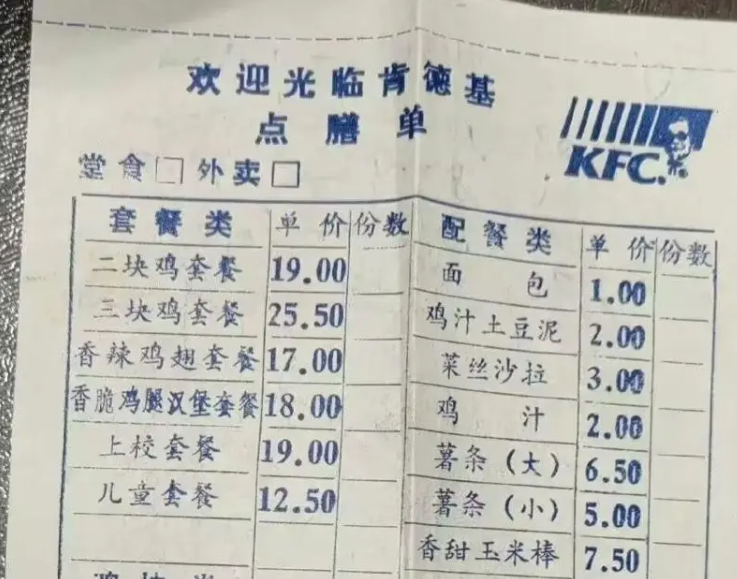 欢迎光临肯德基
点膳单
KFC.
堂食□ 外卖□
套餐类 单价 份数 配餐类 单价 份数
二块鸡套餐 19.00 面包 1.00
三块鸡套餐 25.50 鸡汁土豆泥 2.00
香辣鸡翅套餐 17.00 菜丝沙拉 3.00
香脆鸡腿汉堡套餐 18.00 鸡汁 2.00
上校套餐 19.00 薯条(大) 6.50
儿童套餐 12.50 薯条(小) 5.00
香甜玉米棒 7.50